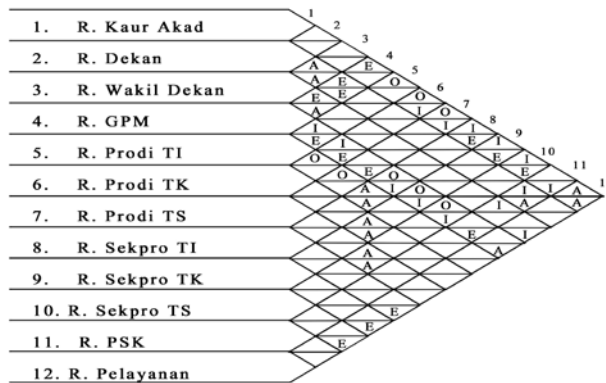 1
2
1. R. Kaur Akad
3
4
2. R. Dekan
A E
5
A E O
6
3. R. Wakil Dekan
E E O
7
A I O
8
4. R. GPM
I I I
9
E I E I
10
5. R. Prodi TI
O E E I
11
O E O E
6. R. Prodi TK
A I O I I A
1
A I O I A A
7. R. Prodi TS
A I
A E I
8. R. Sekpro TI
A A
A
9. R. Sekpro TK
10. R. Sekpro TS
E
E
11. R. PSK
E
12. R. Pelayanan